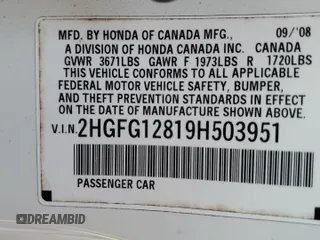 MFD. BY HONDA OF CANADA MFG., 09/'08
A DIVISION OF HONDA CANADA INC. CANADA
GVWR 3671LBS GAWR F 1973LBS R 1720LBS
THIS VEHICLE CONFORMS TO ALL APPLICABLE
FEDERAL MOTOR VEHICLE SAFETY, BUMPER,
AND THEFT PREVENTION STANDARDS IN
EFFECT ON THE DATE OF MANUFACTURE
SHOWN ABOVE.
V.I.N. 2HGFG12819H503951
PASSENGER CAR
DREAMBID